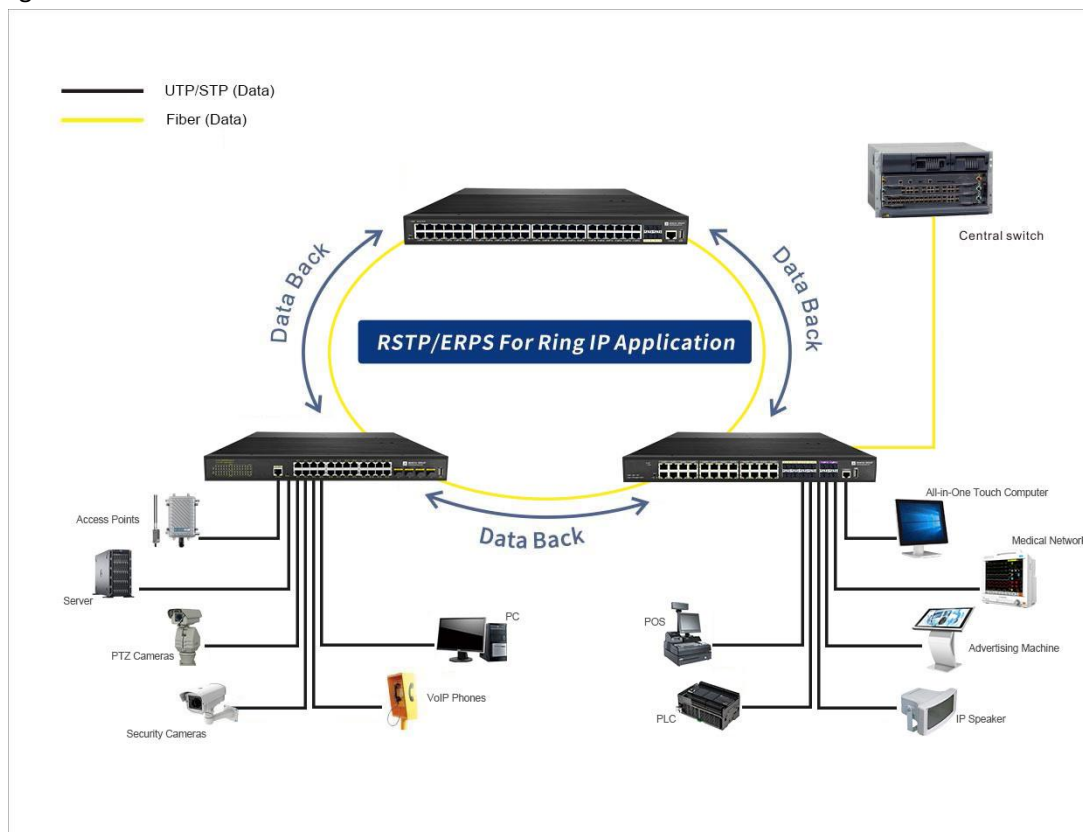 UTP/STP (Data)
Fiber (Data)
Central switch
Data Back
Data Back
RSTP/ERPS For Ring IP Application
Data Back
Access Points
Server
PTZ Cameras
Security Cameras
PC
VoIP Phones
All-in-One Touch Computer
Medical Network
POS
Advertising Machine
PLC
IP Speaker